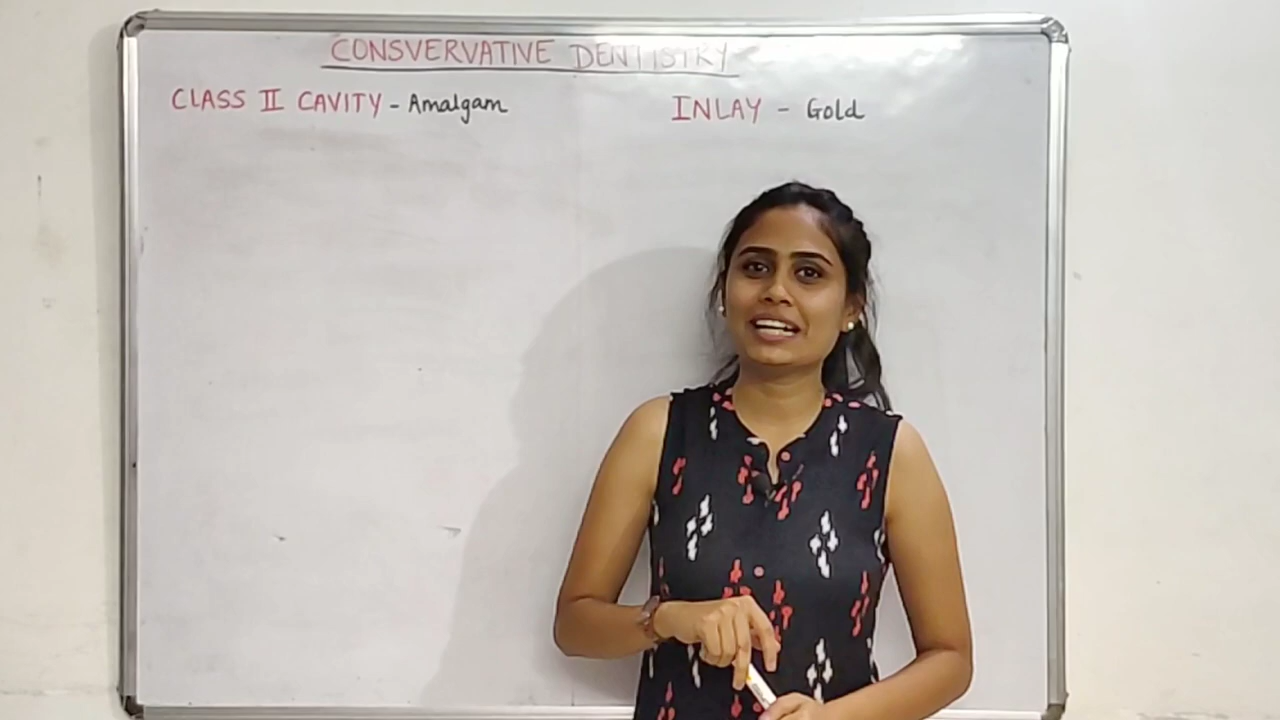 CONSVERVATIVE DENTISTRY
CLASS II CAVITY - Amalgam
INLAY - Gold